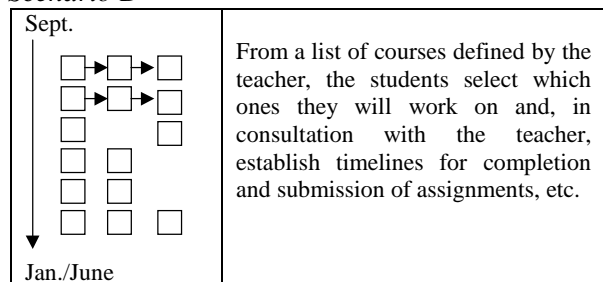 Sept.
From a list of courses defined by the
teacher, the students select which
ones they will work on and, in
consultation with the teacher,
establish timelines for completion
and submission of assignments, etc.
Jan./June